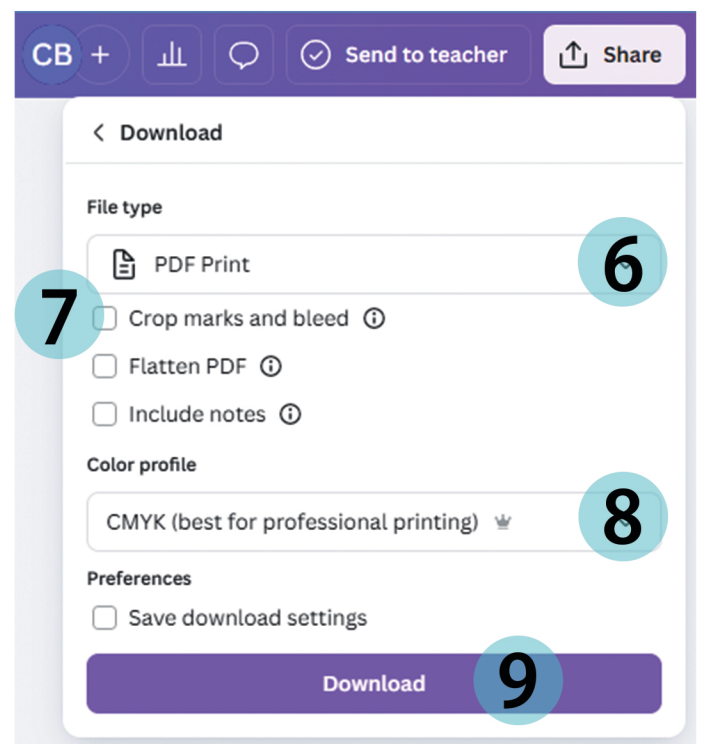 CB + Send to teacher Share
< Download
File type
PDF Print 6
7 Crop marks and bleed
Flatten PDF
Include notes
Color profile
CMYK (best for professional printing) 8
Preferences
Save download settings
Download 9